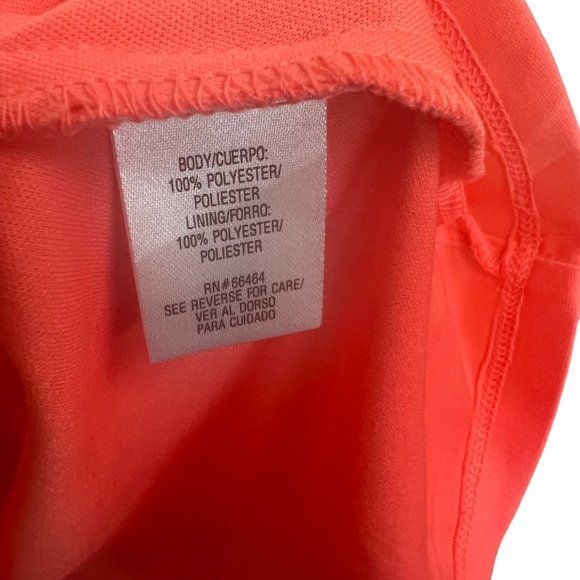 BODY/CUERPO:
100% POLYESTER/
POLIESTER
LINING/FORRO:
100% POLYESTER/
POLIESTER
RN#66464
SEE REVERSE FOR CARE/
VER AL DORSO
PARA CUIDADO